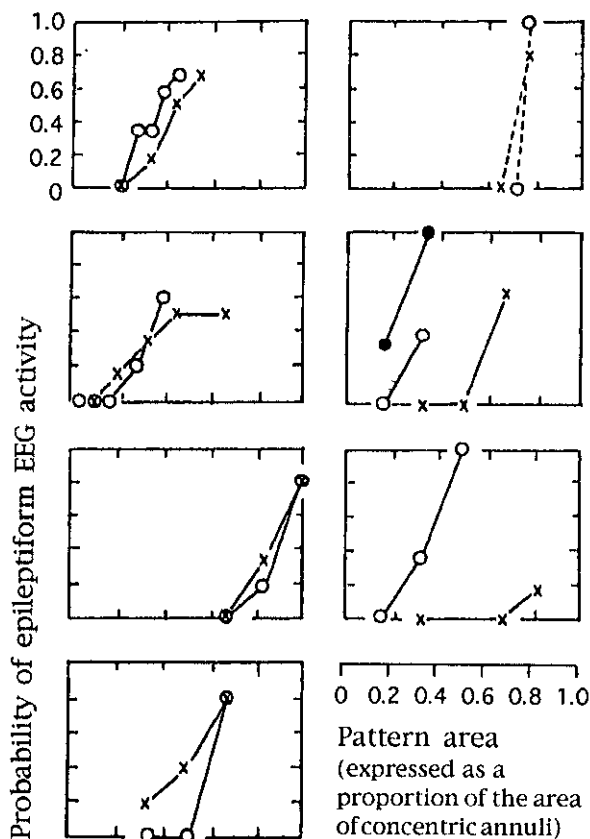 1.0
0.8
0.6
0.4
0.2
0
Probability of epileptiform EEG activity
0 0.2 0.4 0.6 0.8 1.0
Pattern area
(expressed as a
proportion of the area
of concentric annuli)